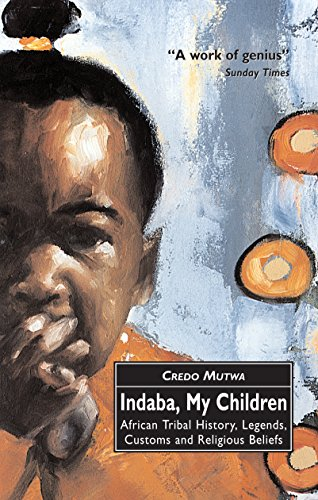 “A work of genius”
Sunday Times
CREDO MUTWA
Indaba, My Children
African Tribal History, Legends,
Customs and Religious Beliefs